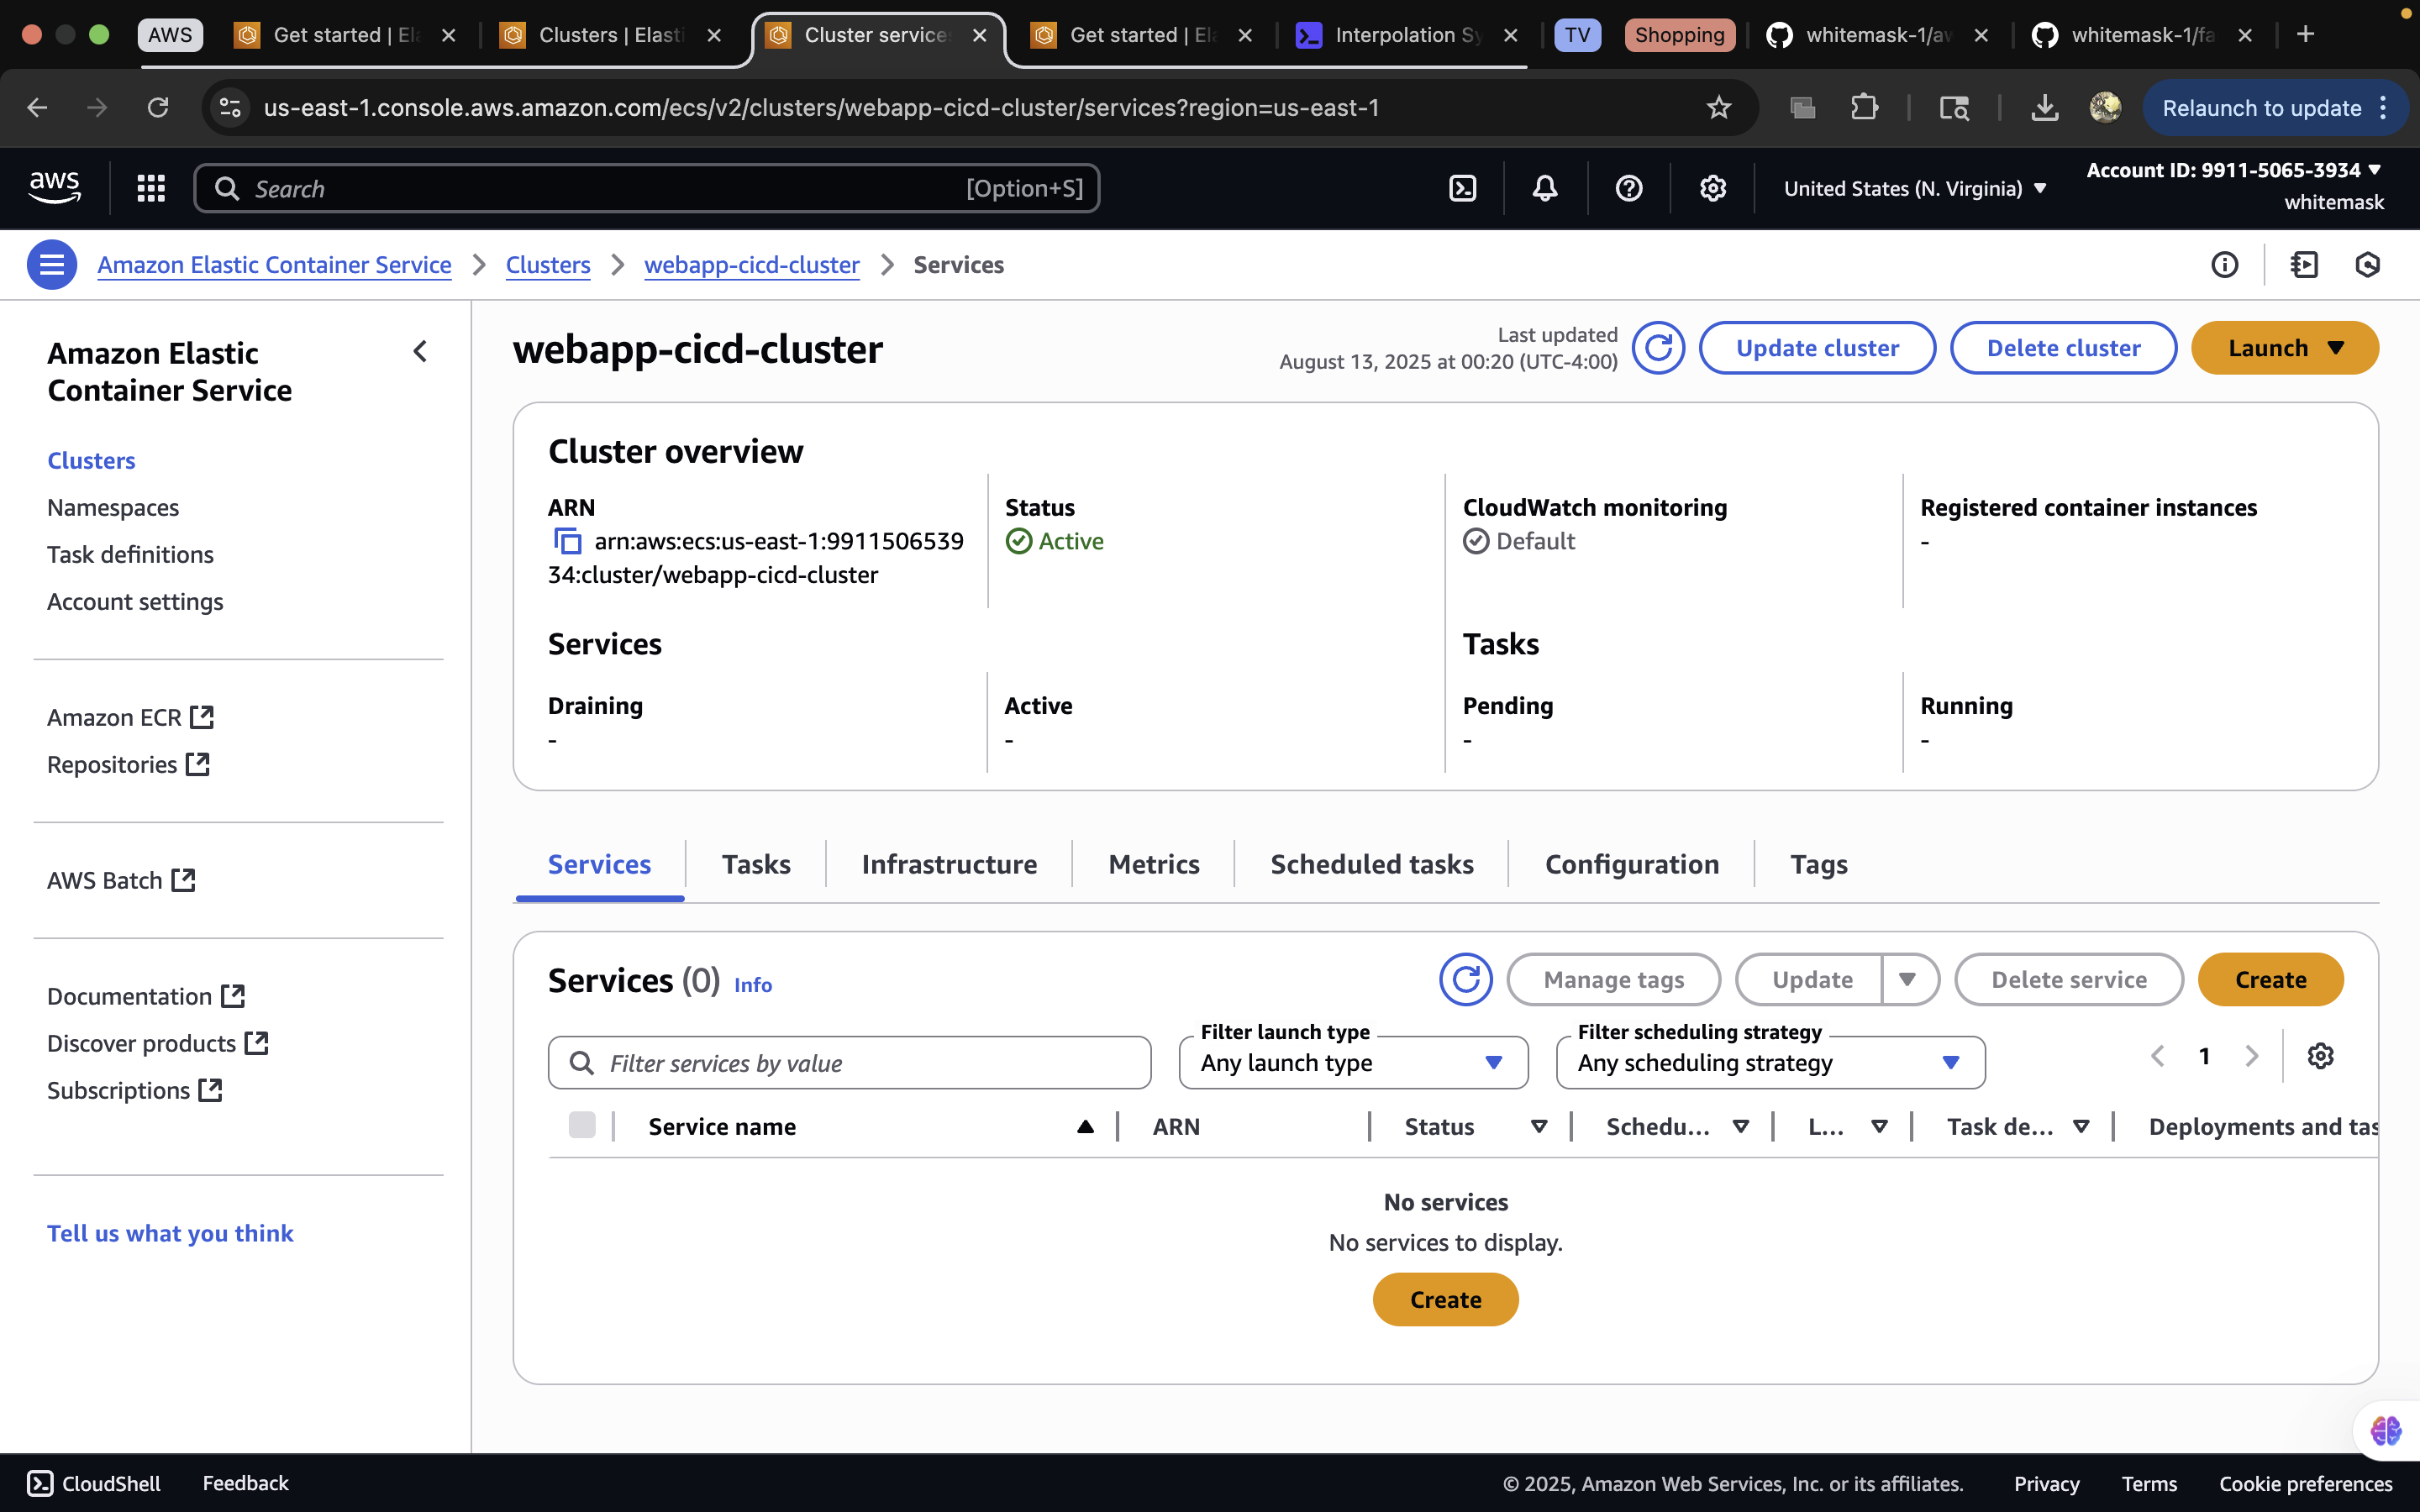 AWS
Get started | El
Clusters | Elasti
Cluster service
Get started | El
Interpolation Sy
TV
Shopping
whitemask-1/aw
whitemask-1/fa
us-east-1.console.aws.amazon.com/ecs/v2/clusters/webapp-cicd-cluster/services?region=us-east-1
Relaunch to update
aws
Search
[Option+S]
United States (N. Virginia)
Account ID: 9911-5065-3934
whitemask
Amazon Elastic Container Service
Clusters
webapp-cicd-cluster
Services
Amazon Elastic
Container Service
Clusters
Namespaces
Task definitions
Account settings
Amazon ECR
Repositories
AWS Batch
Documentation
Discover products
Subscriptions
Tell us what you think
webapp-cicd-cluster
Last updated
August 13, 2025 at 00:20 (UTC-4:00)
Update cluster
Delete cluster
Launch
Cluster overview
ARN
arn:aws:ecs:us-east-1:9911506539
34:cluster/webapp-cicd-cluster
Status
Active
CloudWatch monitoring
Default
Registered container instances
-
Services
Tasks
Draining
-
Active
-
Pending
-
Running
-
Services
Tasks
Infrastructure
Metrics
Scheduled tasks
Configuration
Tags
Services (0) Info
Manage tags
Update
Delete service
Create
Filter services by value
Filter launch type
Any launch type
Filter scheduling strategy
Any scheduling strategy
1
Service name
ARN
Status
Schedu...
L...
Task de...
Deployments and tas
No services
No services to display.
Create
CloudShell
Feedback
© 2025, Amazon Web Services, Inc. or its affiliates.
Privacy
Terms
Cookie preferences